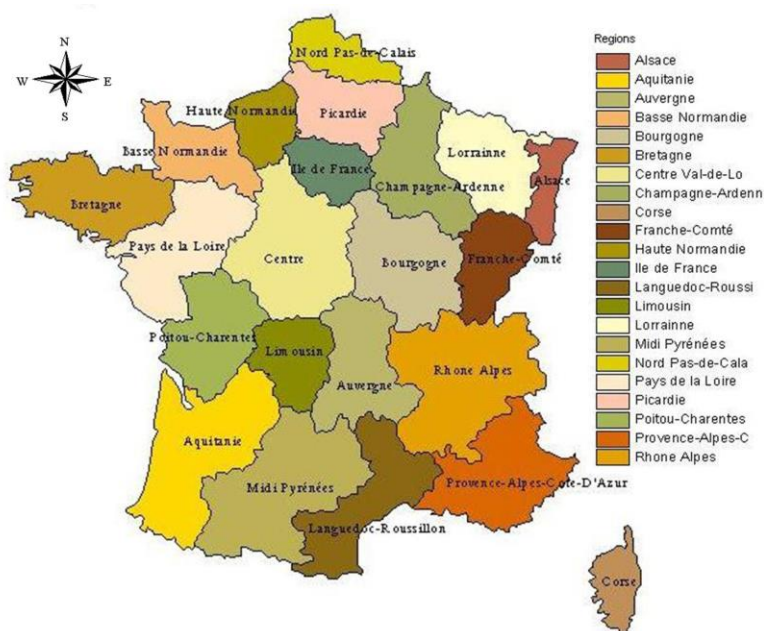 N
W E
S
Nord Pas-de-Calais
Haute Normandie
Picardie
Basse Normandie
Ile de France
Champagne-Ardenne
Lorrainne
Alsace
Bretagne
Pays de la Loire
Centre
Bourgogne
Franche-Comté
Poitou-Charentes
Limousin
Auvergne
Rhone Alpes
Aquitanie
Midi Pyrénées
Languedoc-Roussillon
Provence-Alpes-Cote-D'Azur
Corse
Regions
Alsace
Aquitanie
Auvergne
Basse Normandie
Bourgogne
Bretagne
Centre Val-de-Lo
Champagne-Ardenn
Corse
Franche-Comté
Haute Normandie
Ile de France
Languedoc-Roussi
Limousin
Lorrainne
Midi Pyrénées
Nord Pas-de-Cala
Pays de la Loire
Picardie
Poitou-Charentes
Provence-Alpes-C
Rhone Alpes